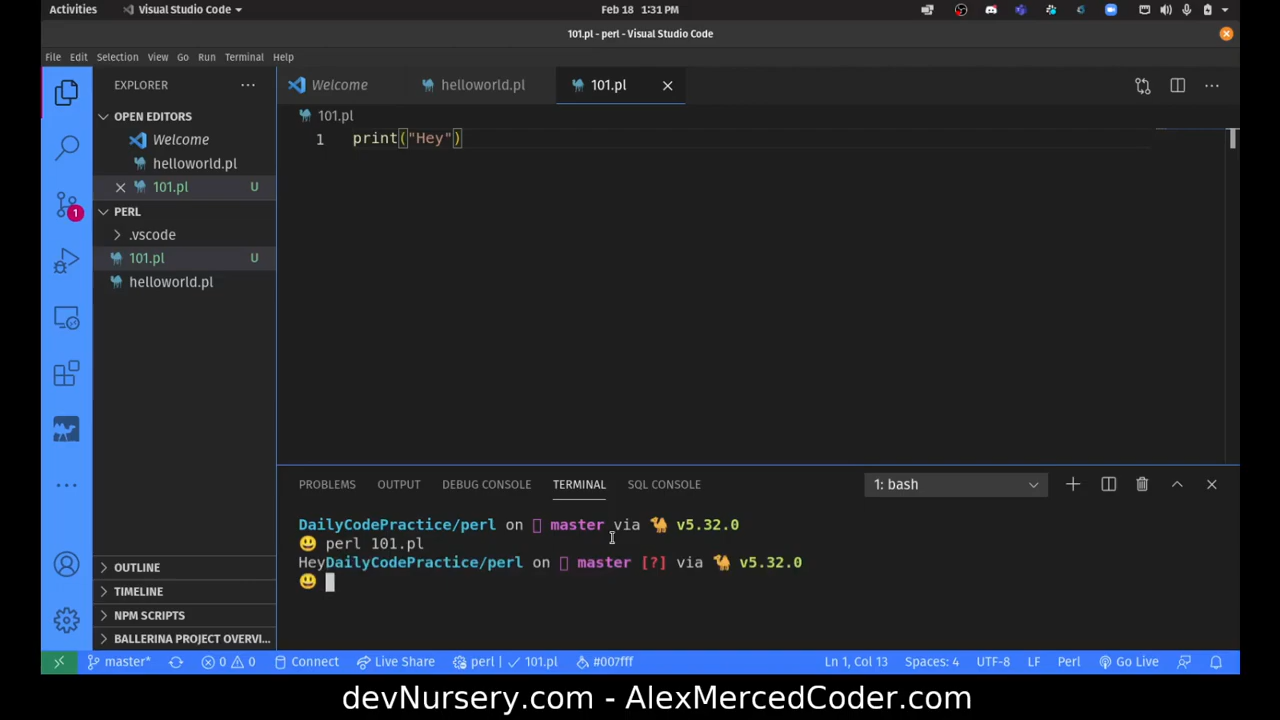 Activities Visual Studio Code Feb 18 1:31 PM
101.pl - perl - Visual Studio Code
File Edit Selection View Go Run Terminal Help
EXPLORER
OPEN EDITORS
Welcome
helloworld.pl
101.pl U
PERL
.vscode
101.pl U
helloworld.pl
OUTLINE
TIMELINE
NPM SCRIPTS
BALLERINA PROJECT OVERVI...
1
Welcome helloworld.pl 101.pl
101.pl
1 print("Hey")
PROBLEMS OUTPUT DEBUG CONSOLE TERMINAL SQL CONSOLE 1: bash
DailyCodePractice/perl on master via v5.32.0
perl 101.pl
HeyDailyCodePractice/perl on master [?] via v5.32.0
master* 0 0 Connect Live Share perl | ✓ 101.pl #007fff Ln 1, Col 13 Spaces: 4 UTF-8 LF Perl Go Live
devNursery.com - AlexMercedCoder.com